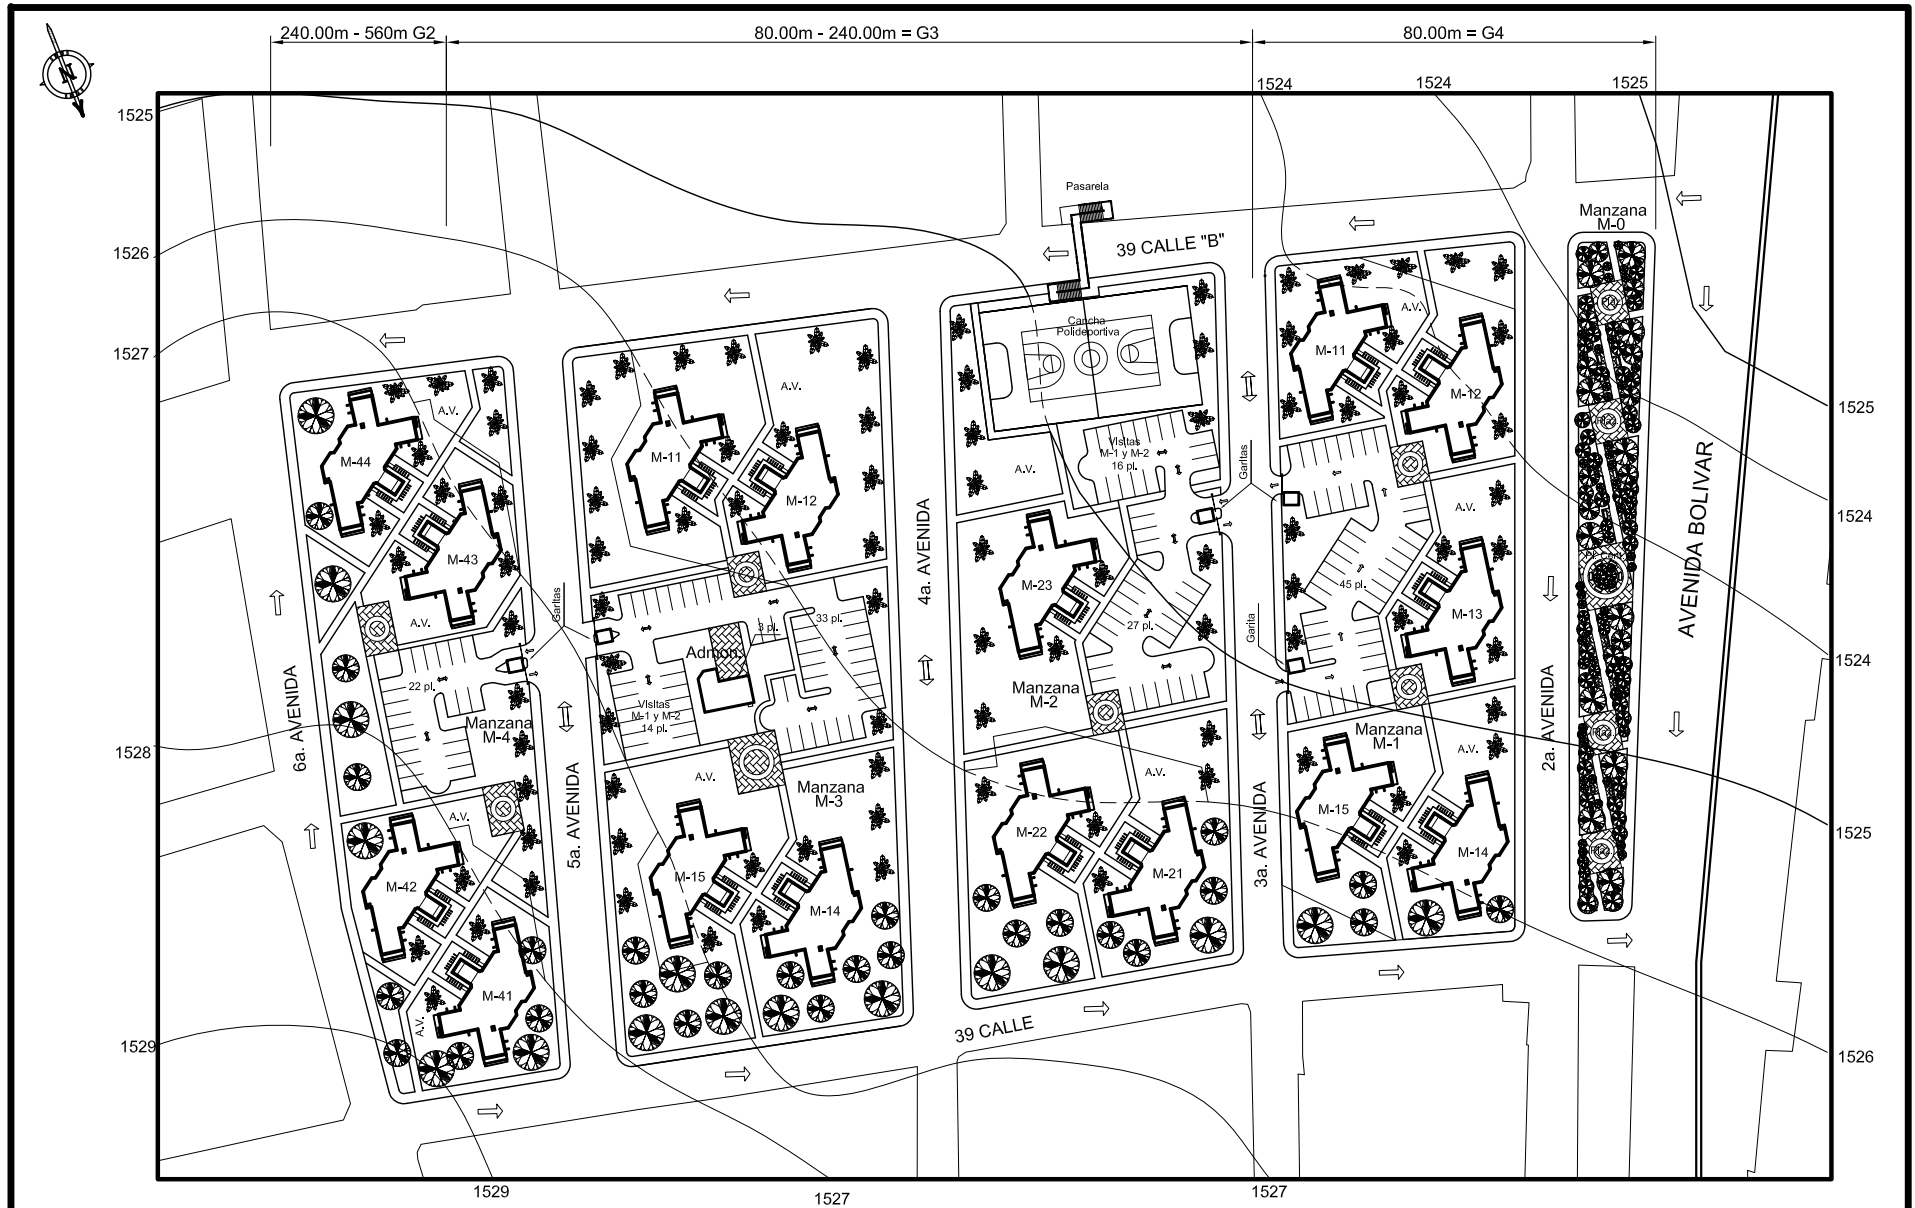 240.00m - 560m G2
80.00m - 240.00m = G3
80.00m = G4
N
1524
1524
1525
1525
Pasarela
Manzana
M-0
39 CALLE "B"
1526
Plaz.
A.V.
Cancha
Polideportiva
1527
M-11
A.V.
A.V.
M-12
1525
Visitas
M-1 y M-2
16 pl.
M-44
M-11
A.V.
Garitas
M-12
A.V.
AVENIDA BOLIVAR
1524
4a. AVENIDA
M-43
M-23
45 pl.
Garitas
3 pl.
33 pl.
27 pl.
M-13
A.V.
Garita
Admon.
1524
6a. AVENIDA
22 pl.
Manzana
M-2
2a. AVENIDA
Visitas
M-1 y M-2
14 pl.
Manzana
M-4
Manzana
M-1
1528
A.V.
A.V.
A.V.
Manzana
M-3
5a. AVENIDA
3a. AVENIDA
A.V.
M-15
M-22
1525
M-14
M-42
M-15
M-21
M-14
M-41
A.V.
39 CALLE
1529
1526
1529
1527
1527